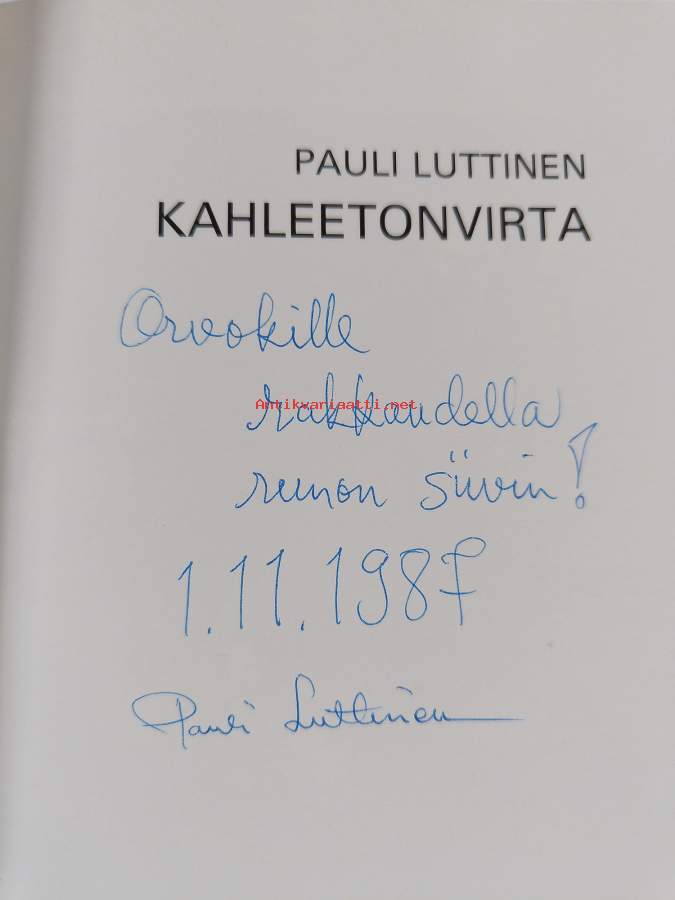 PAULI LUTTINEN
KAHLEETONVIRTA
Orvokille
rakkaudella
Antikvariaatti.net
runon siivin!
1.11.1987
Pauli Luttinen